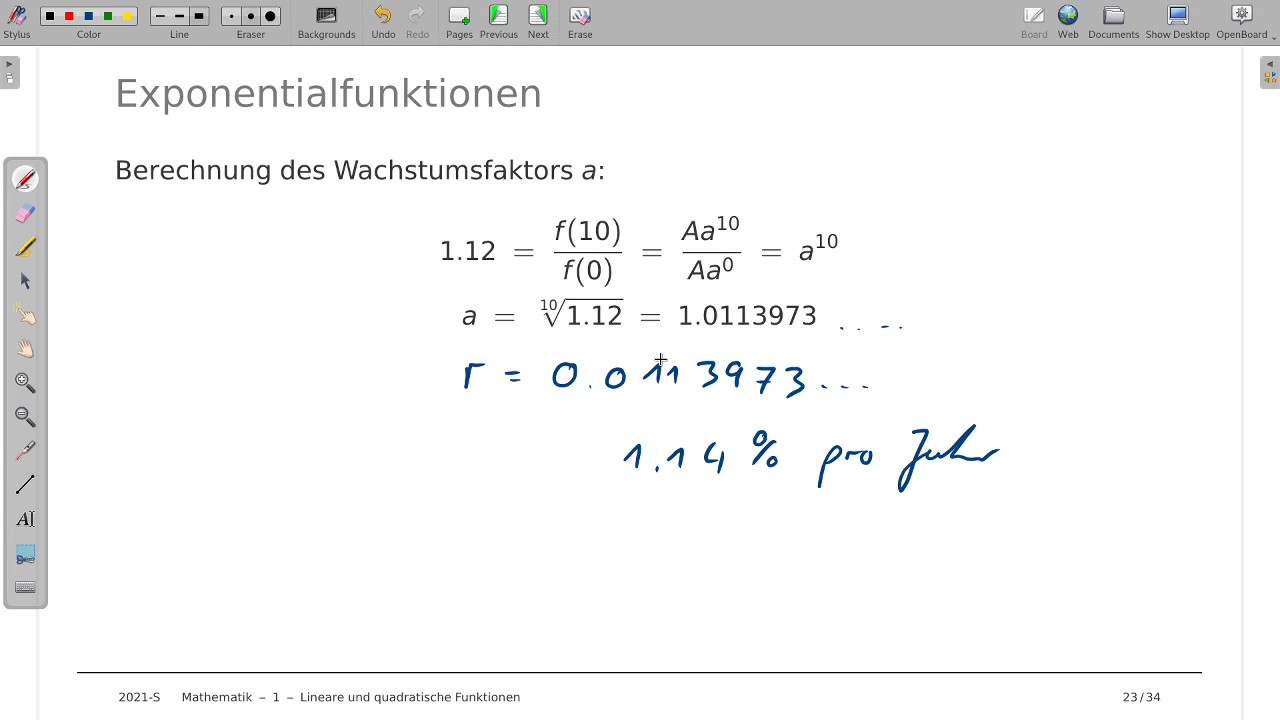 Stylus Color Line Eraser Backgrounds Undo Redo Pages Previous Next Erase Board Web Documents Show Desktop OpenBoard
Exponentialfunktionen
Berechnung des Wachstumsfaktors a:
1.12 = f(10)/f(0) = Aa^10/Aa^0 = a^10
a = ¹⁰√1.12 = 1.0113973 .....
r = 0.0113973...
1.14 % pro Jahr
2021-S Mathematik – 1 – Lineare und quadratische Funktionen 23/34